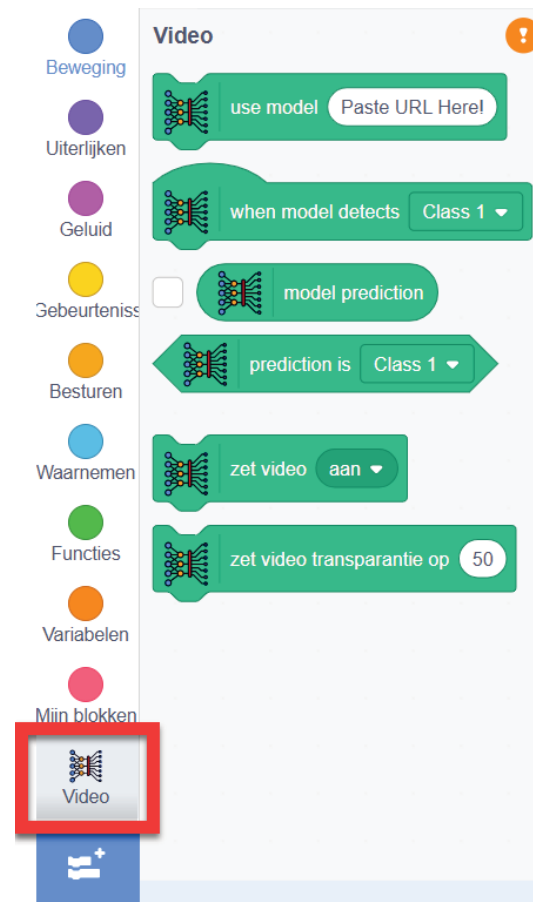 Beweging
Uiterlijken
Geluid
Gebeurteniss
Besturen
Waarnemen
Functies
Variabelen
Mijn blokken
Video
Video
use model Paste URL Here!
when model detects Class 1
model prediction
prediction is Class 1
zet video aan
zet video transparantie op 50